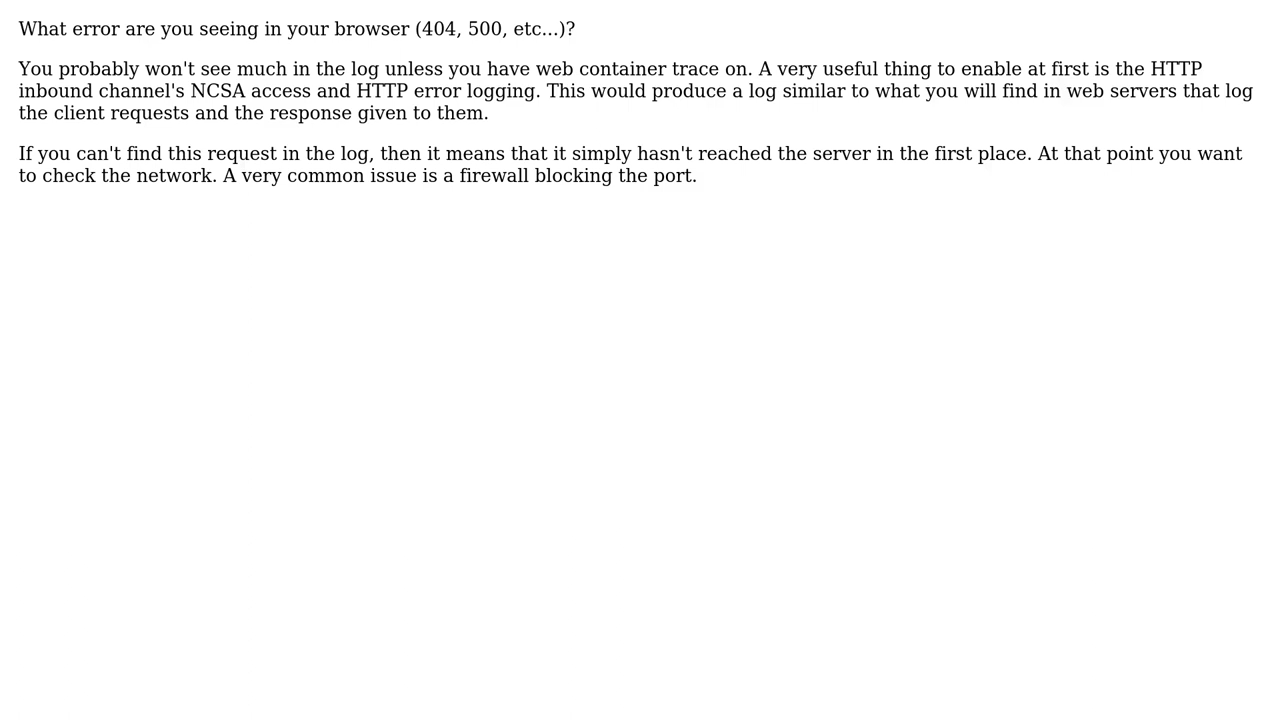 What error are you seeing in your browser (404, 500, etc...)?
You probably won't see much in the log unless you have web container trace on. A very useful thing to enable at first is the HTTP
inbound channel's NCSA access and HTTP error logging. This would produce a log similar to what you will find in web servers that log
the client requests and the response given to them.
If you can't find this request in the log, then it means that it simply hasn't reached the server in the first place. At that point you want
to check the network. A very common issue is a firewall blocking the port.